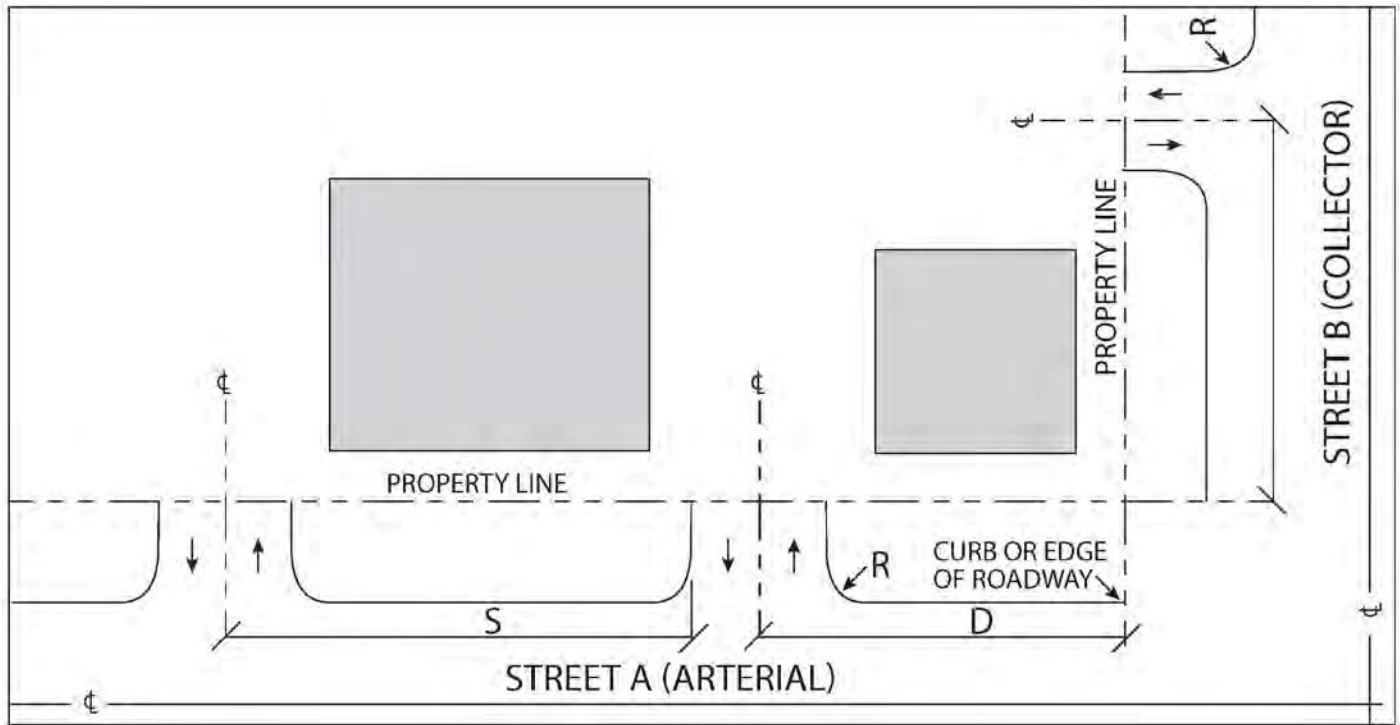 R
℄
PROPERTY LINE
STREET B (COLLECTOR)
℄
℄
PROPERTY LINE
CURB OR EDGE
OF ROADWAY
R
℄
S
D
STREET A (ARTERIAL)
℄